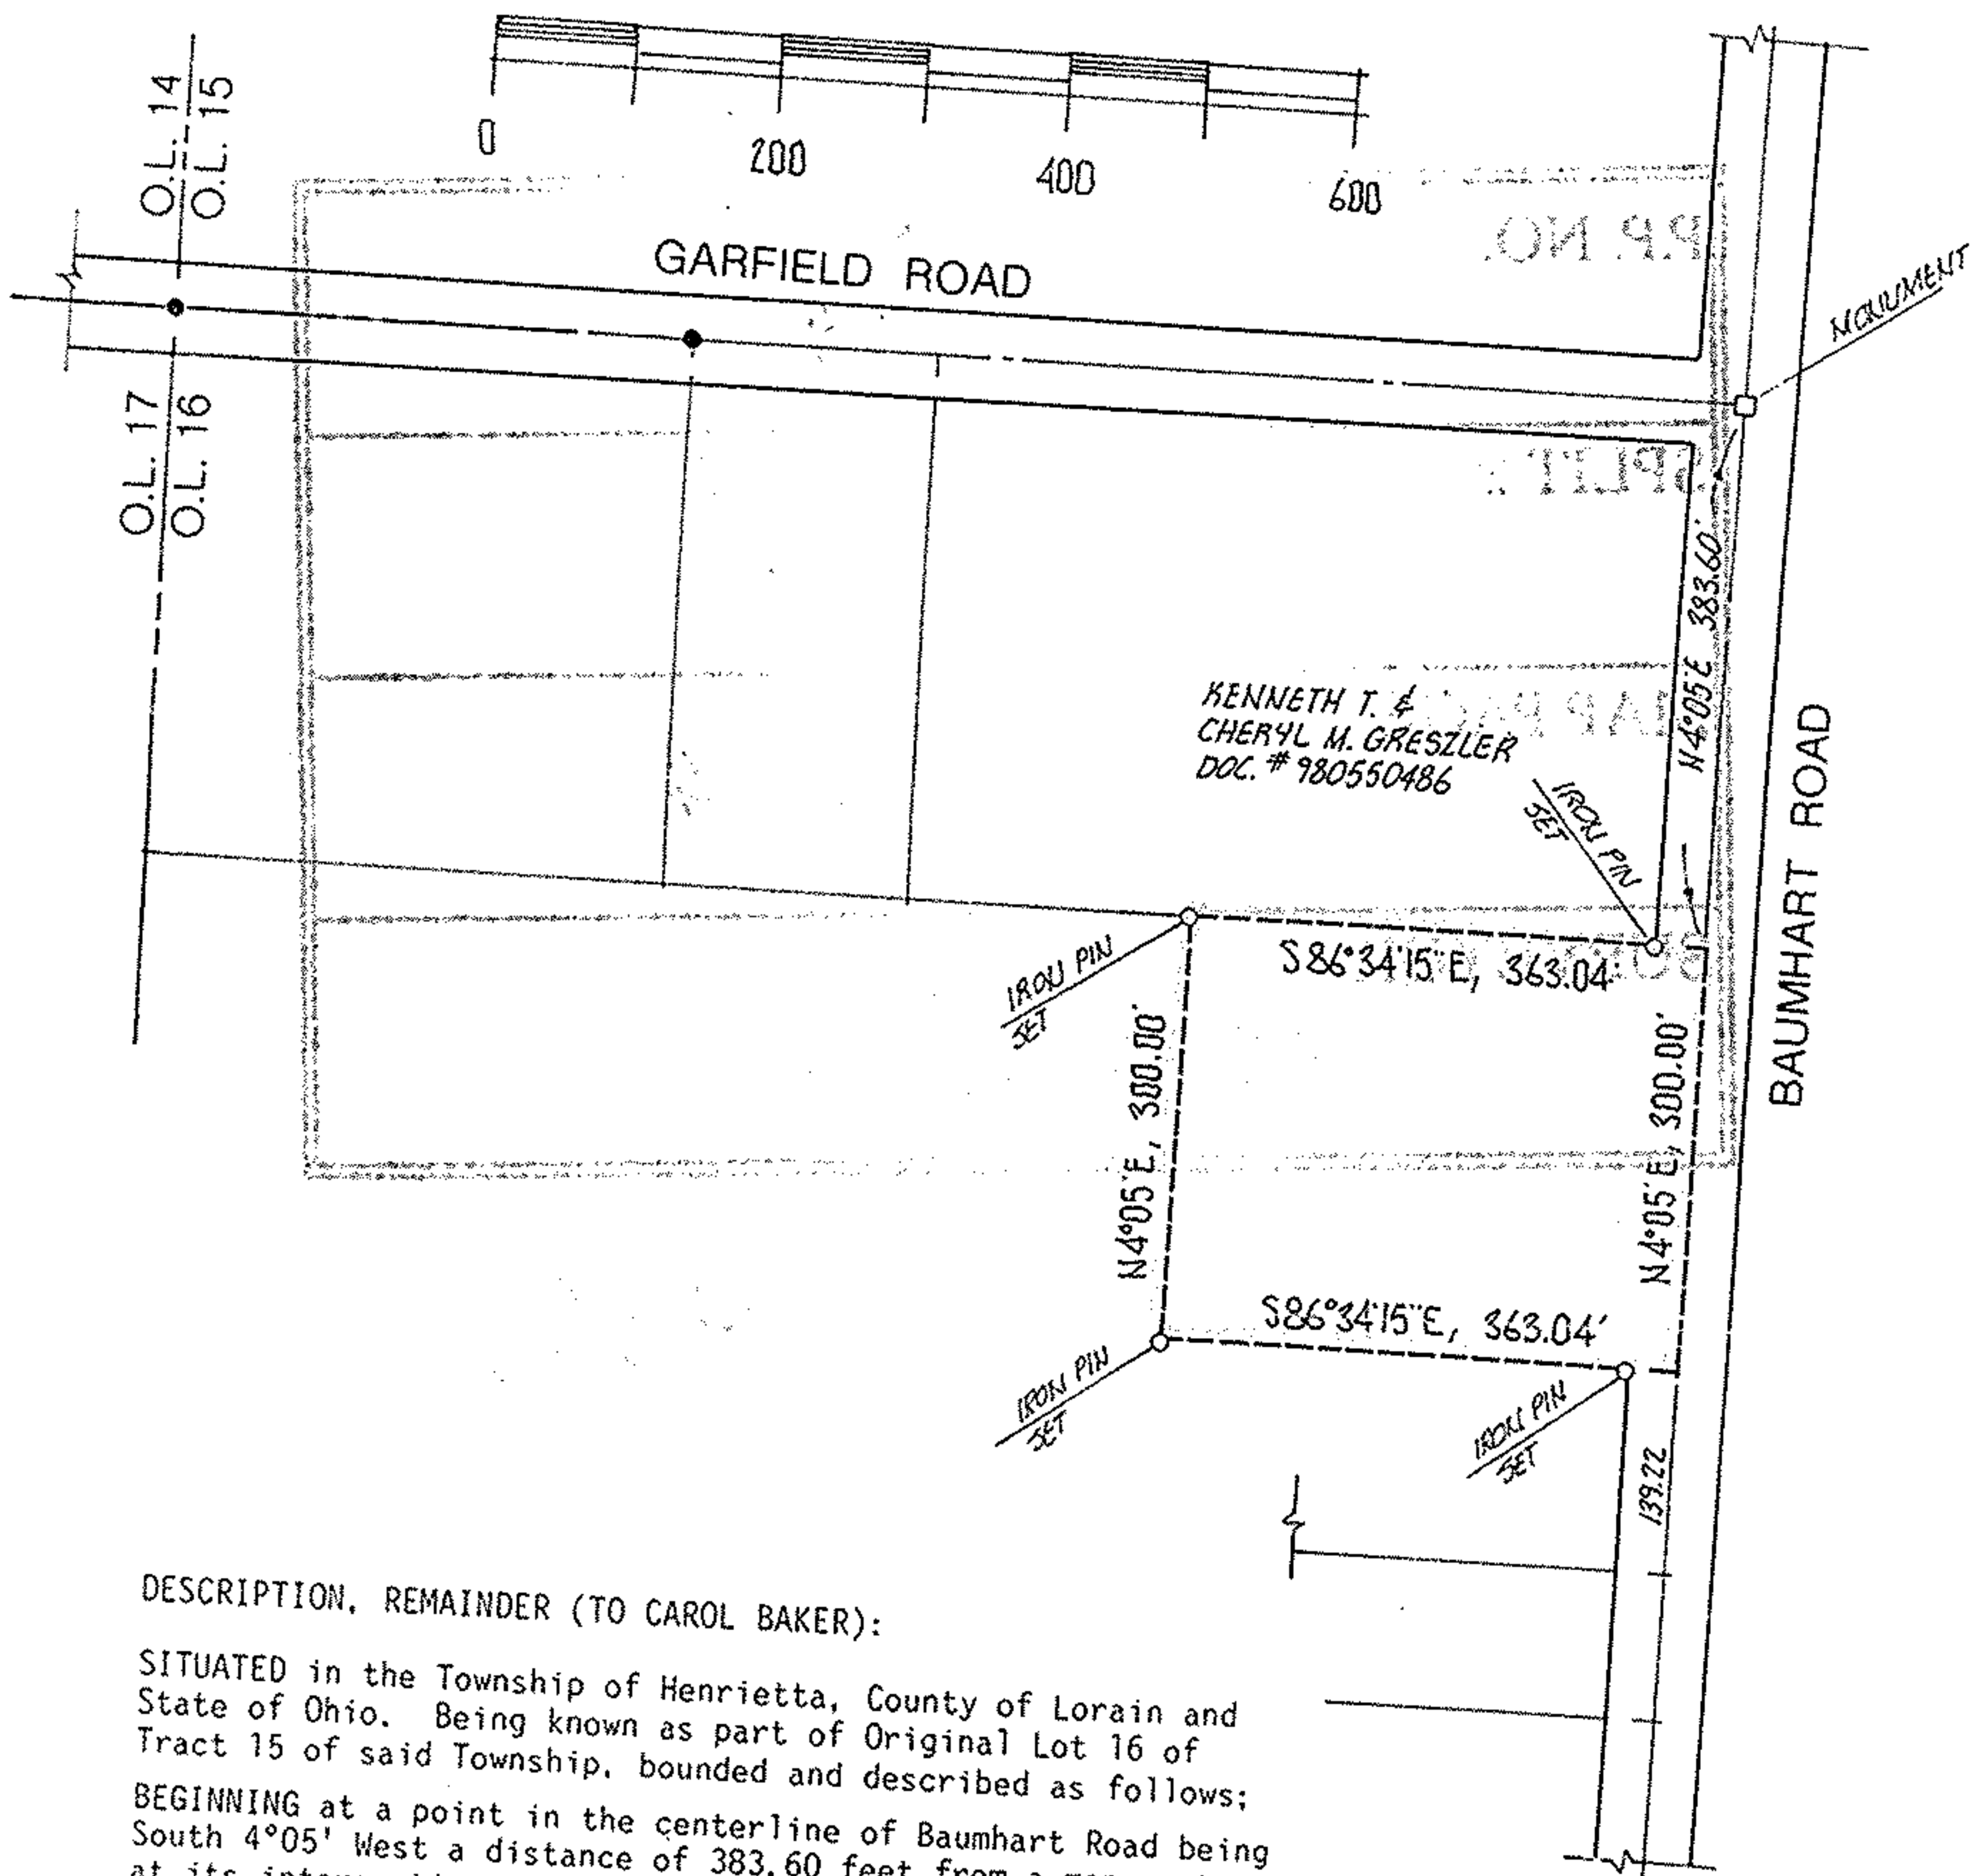 0
200
400
600
O.L. 14
O.L. 15
GARFIELD ROAD
P.P. NO.
MONUMENT
O.L. 17
O.L. 16
SPLIT
N4°05'E 383.60'
KENNETH T. &
CHERYL M. GRESZLER
DOC. # 980550486
IRON PIN
SET
BAUMHART ROAD
IRON PIN
SET
S86°34'15"E, 363.04'
N4°05'E, 300.00'
N4°05'E, 300.00'
S86°34'15"E, 363.04'
IRON PIN
SET
IRON PIN
SET
139.22
DESCRIPTION, REMAINDER (TO CAROL BAKER):
SITUATED in the Township of Henrietta, County of Lorain and
State of Ohio. Being known as part of Original Lot 16 of
Tract 15 of said Township, bounded and described as follows;
BEGINNING at a point in the centerline of Baumhart Road being
South 4°05' West a distance of 383.60 feet from a
at its